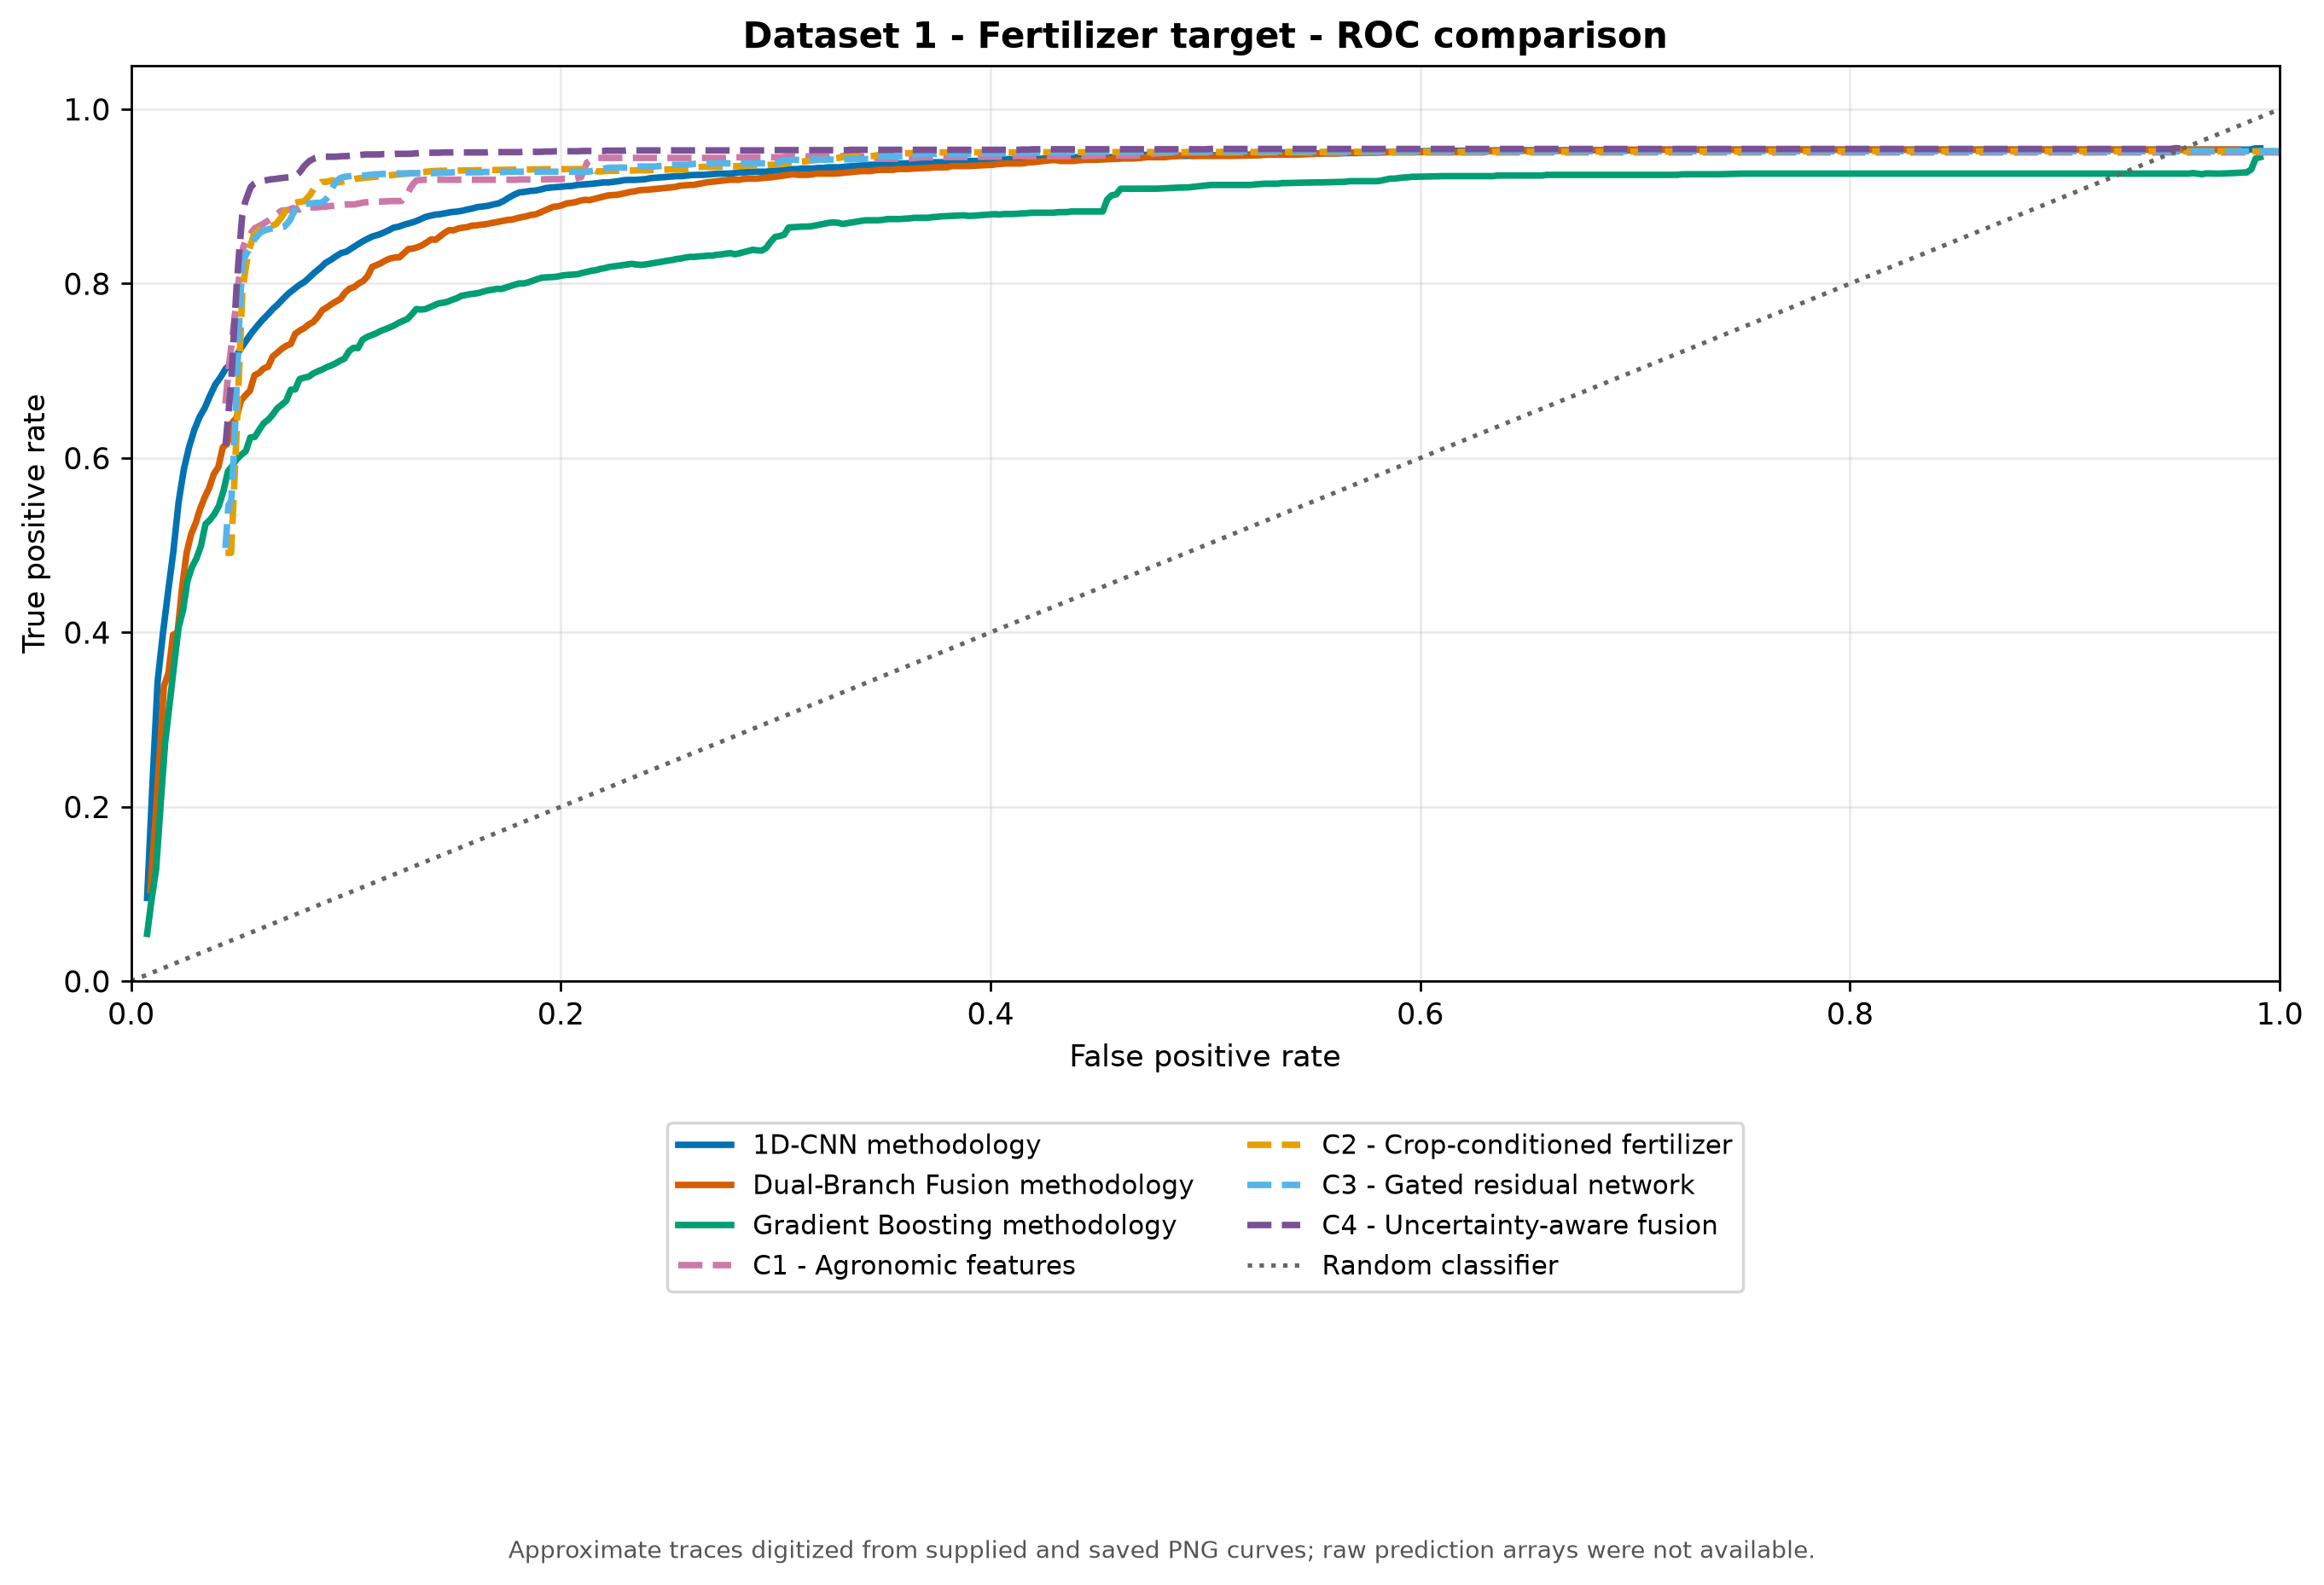 Dataset 1 - Fertilizer target - ROC comparison
True positive rate
1.0
0.8
0.6
0.4
0.2
0.0
0.0 0.2 0.4 0.6 0.8 1.0
False positive rate
1D-CNN methodology
Dual-Branch Fusion methodology
Gradient Boosting methodology
C1 - Agronomic features
C2 - Crop-conditioned fertilizer
C3 - Gated residual network
C4 - Uncertainty-aware fusion
Random classifier
Approximate traces digitized from supplied and saved PNG curves; raw prediction arrays were not available.